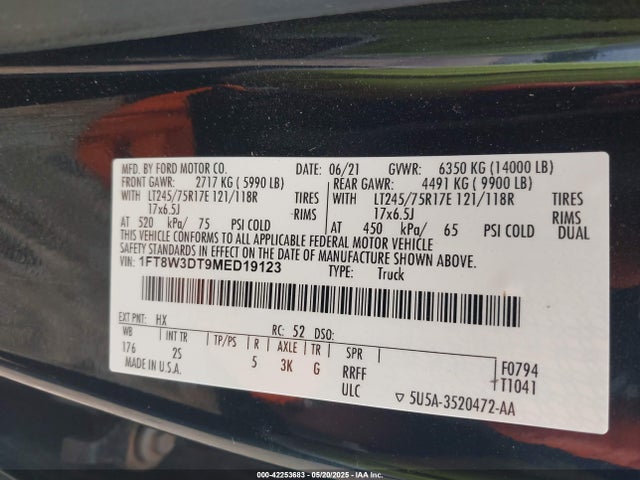 MFD. BY FORD MOTOR CO. DATE: 06/21 GVWR: 6350 KG (14000 LB)
FRONT GAWR: 2717 KG (5990 LB) REAR GAWR: 4491 KG (9900 LB)
WITH LT245/75R17E 121/118R TIRES WITH LT245/75R17E 121/118R TIRES
17x6.5J RIMS 17x6.5J RIMS
AT 520 kPa/ 75 PSI COLD AT 450 kPa/ 65 PSI COLD DUAL
THIS VEHICLE CONFORMS TO ALL APPLICABLE FEDERAL MOTOR VEHICLE
SAFETY STANDARDS IN EFFECT ON THE DATE OF MANUFACTURE SHOWN ABOVE.
VIN: 1FT8W3DT9MED19123 TYPE: Truck
EXT PNT: HX RC: 52 DSO:
WB INT TR TP/PS R AXLE TR SPR
176 2S 5 3K G RRFF F0794
MADE IN U.S.A. ULC T1041
5U5A-3520472-AA
000-42253683 - 05/20/2025 - IAA Inc.